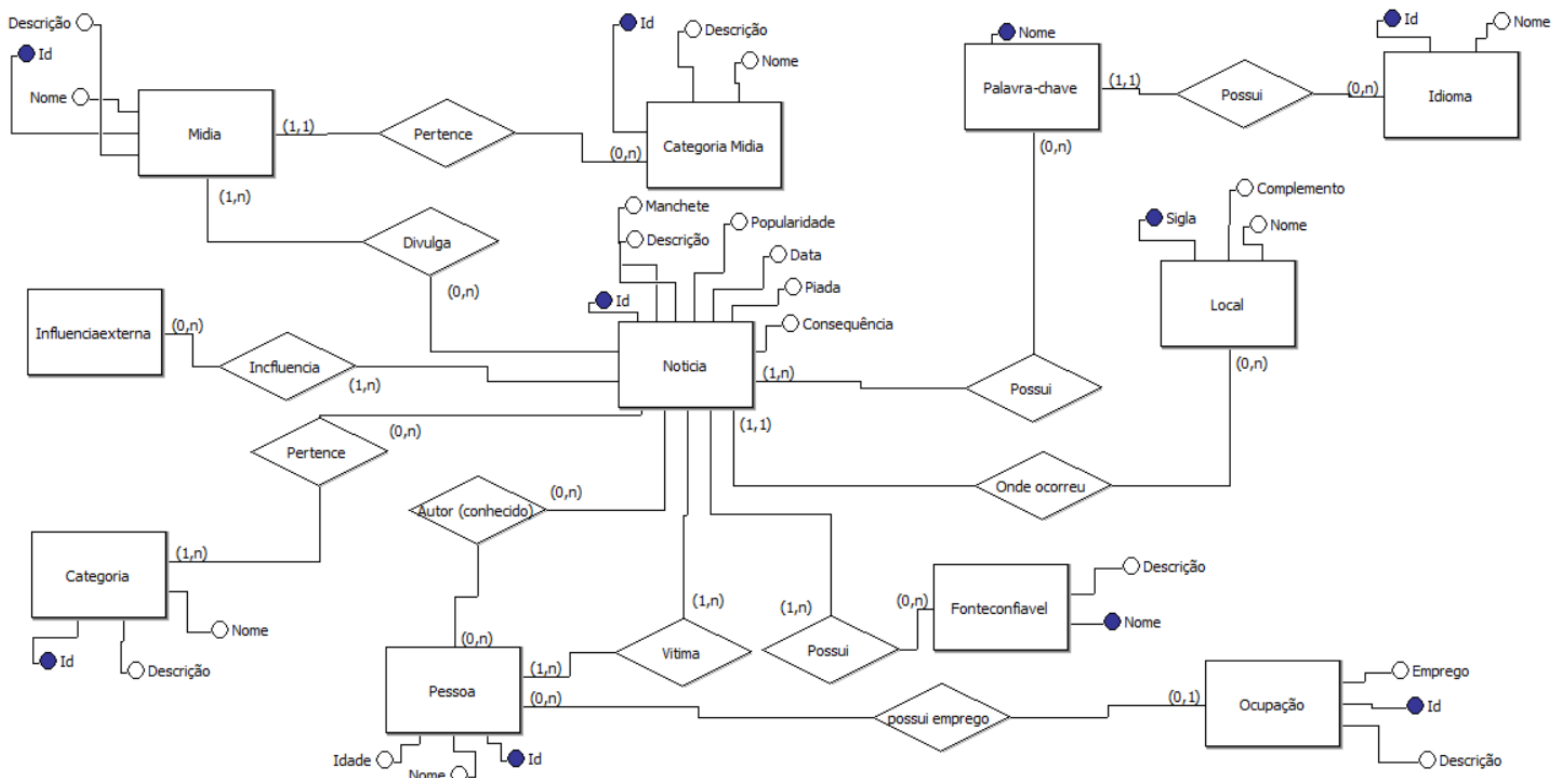 Descrição
Id
Nome
Midia
(1,1)
Pertence
(0,n)
Id
Descrição
Nome
Categoria Midia
Nome
Palavra-chave
(1,1)
Possui
(0,n)
Id
Nome
Idioma
(1,n)
Divulga
(0,n)
Manchete
Descrição
Popularidade
Data
Piada
Consequência
Id
Noticia
(0,n)
Complemento
Sigla
Nome
Local
(0,n)
Influenciaexterna
(0,n)
Incfluencia
(1,n)
(1,n)
Possui
(1,1)
Onde ocorreu
Pertence
(0,n)
(1,n)
Categoria
Nome
Id
Descrição
Autor (conhecido)
(0,n)
(0,n)
Pessoa
Idade
Nome
Id
(1,n)
Vitima
(1,n)
(1,n)
Possui
(0,n)
Fonteconfiavel
Descrição
Nome
(0,n)
possui emprego
(0,1)
Ocupação
Emprego
Id
Descrição